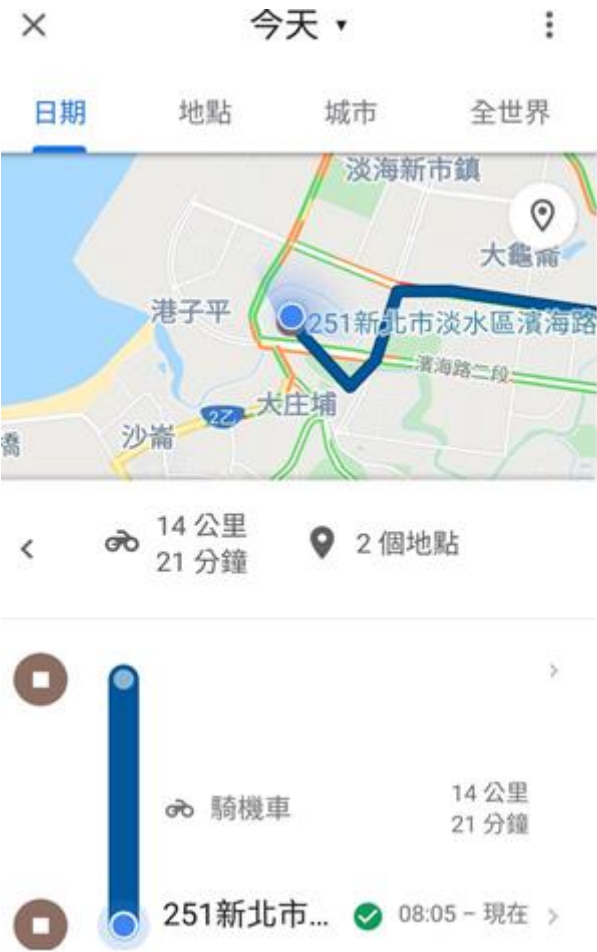 今天
日期 地點 城市 全世界
淡海新市鎮
大龜崙
港子平
251新北市淡水區濱海路
濱海路二段
大庄埔
2乙
沙崙
橋
14 公里
21 分鐘
2 個地點
騎機車
14 公里
21 分鐘
251新北市... 08:05 – 現在